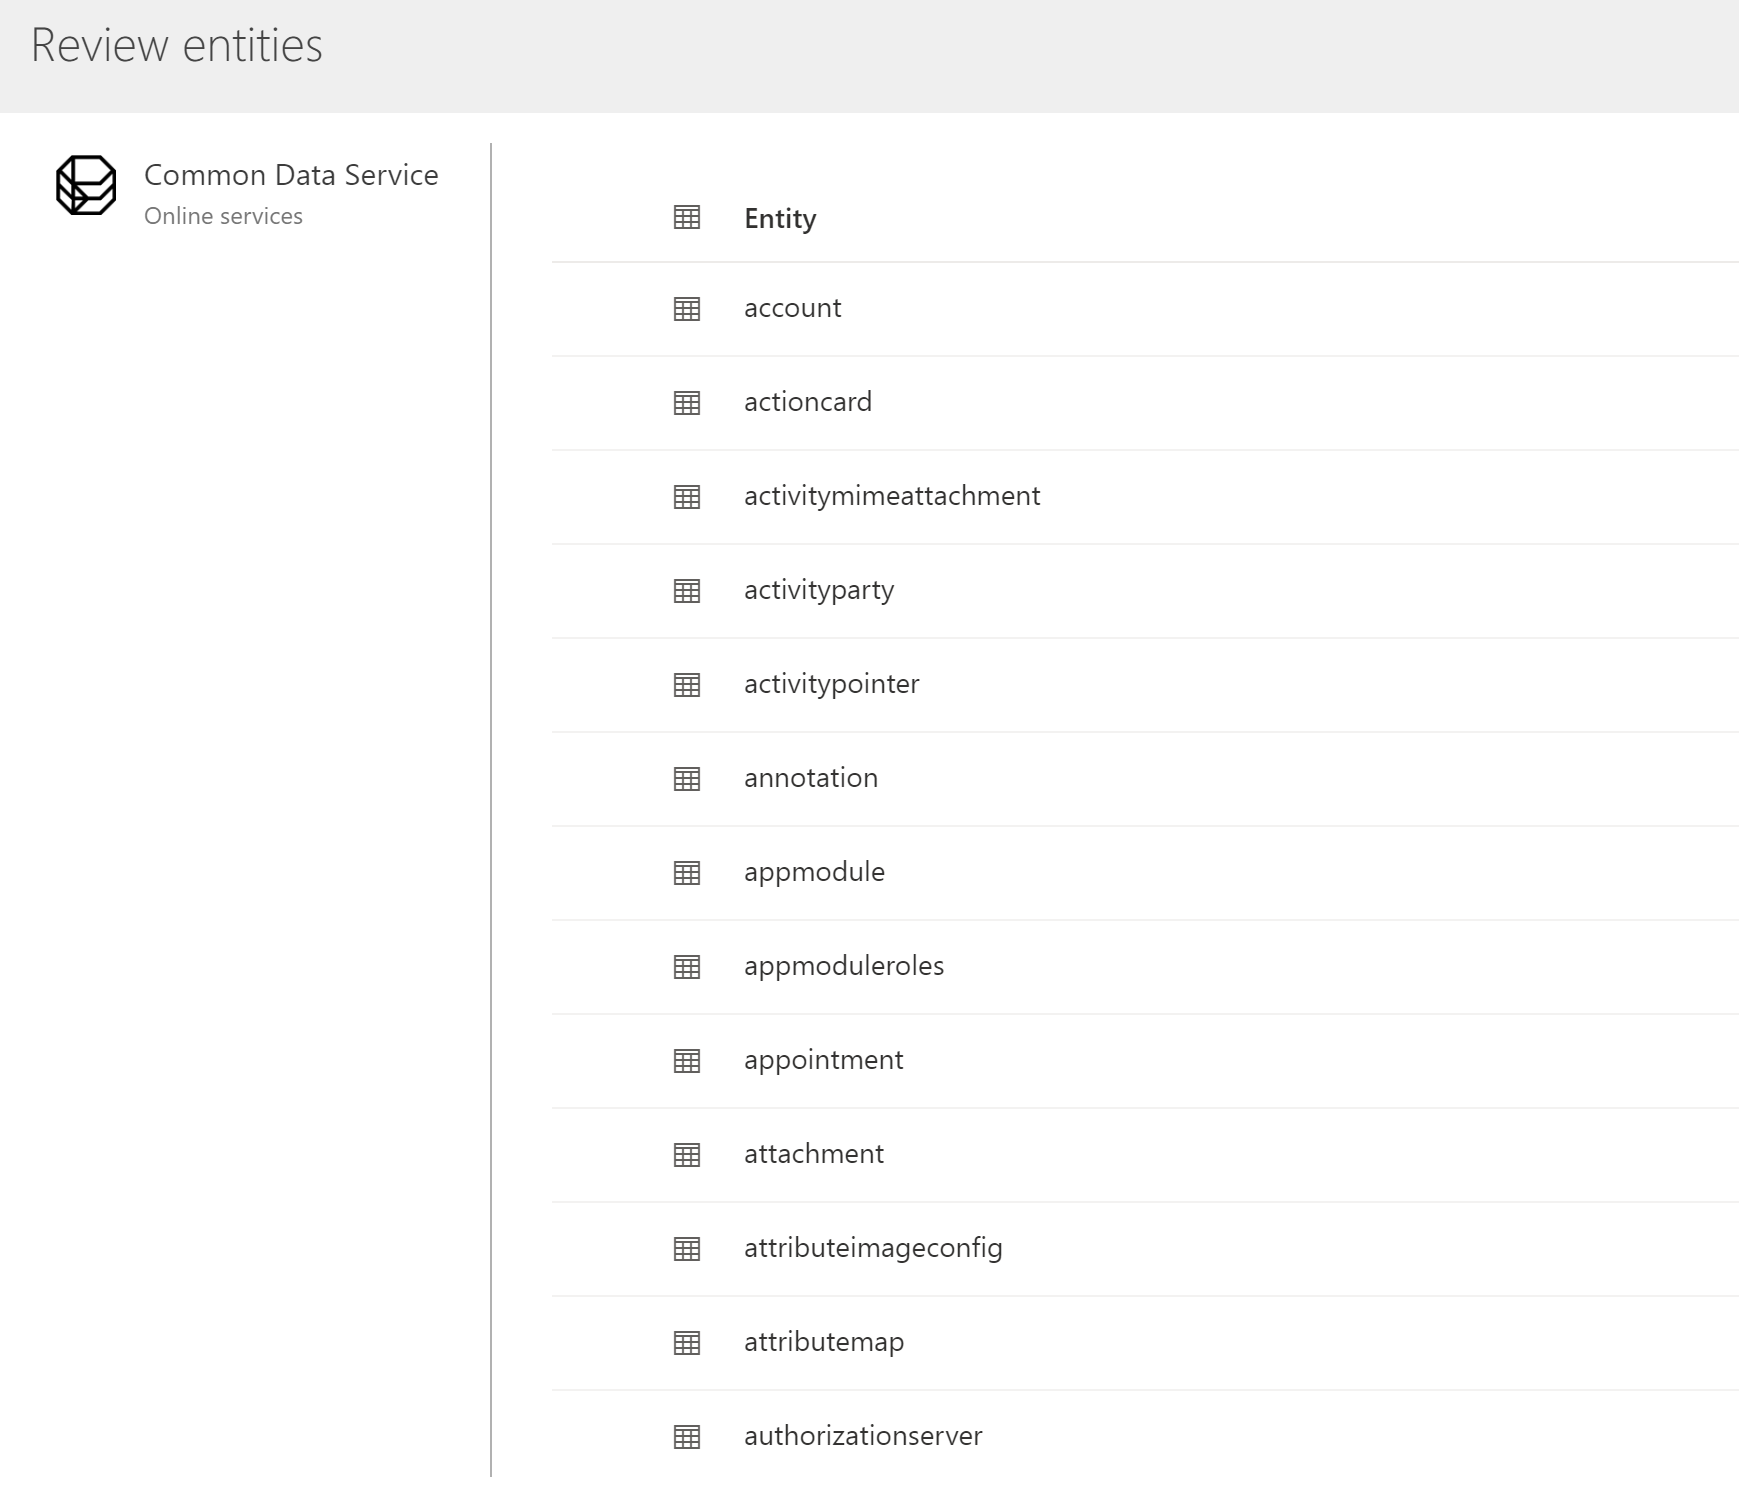 Review entities
Common Data Service
Online services
Entity
account
actioncard
activitymimeattachment
activityparty
activitypointer
annotation
appmodule
appmoduleroles
appointment
attachment
attributeimageconfig
attributemap
authorizationserver